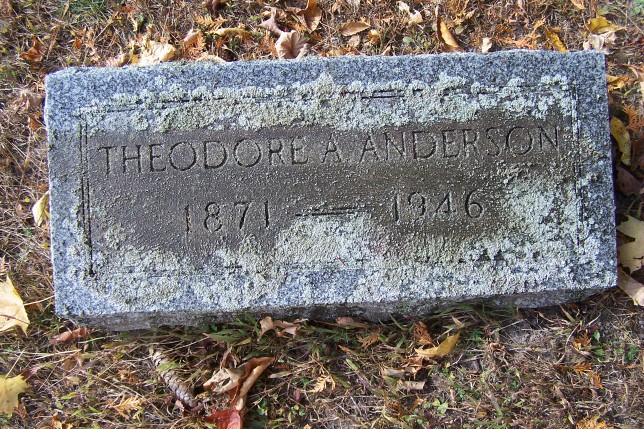 THEODORE A. ANDERSON
1871 — 1946